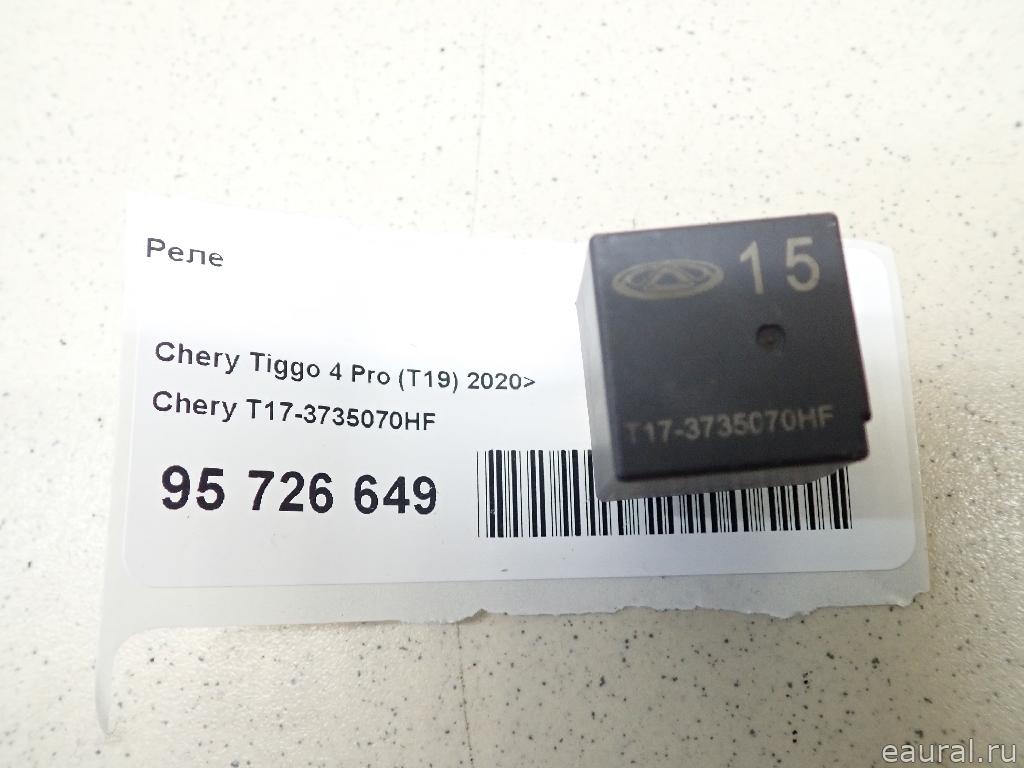 Реле
Chery Tiggo 4 Pro (T19) 2020>
Chery T17-3735070HF
95 726 649
15
T17-3735070HF
eaural.ru